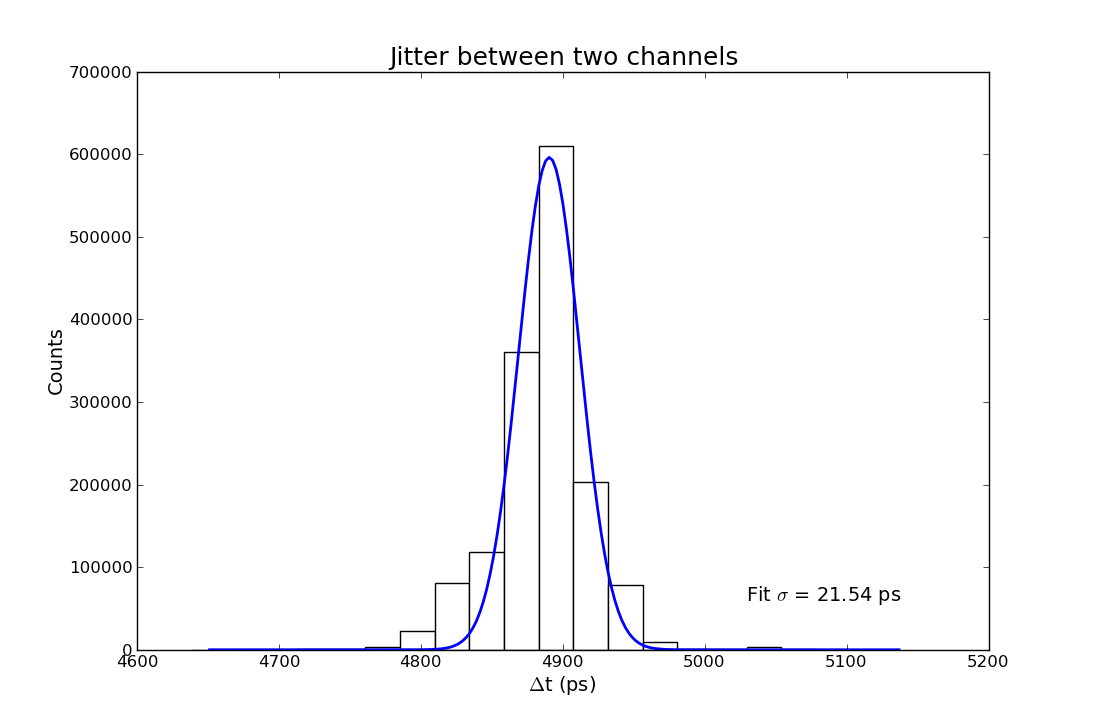 Jitter between two channels
700000
600000
500000
400000
300000
200000
100000
0
Counts
Fit σ = 21.54 ps
4600 4700 4800 4900 5000 5100 5200
Δt (ps)